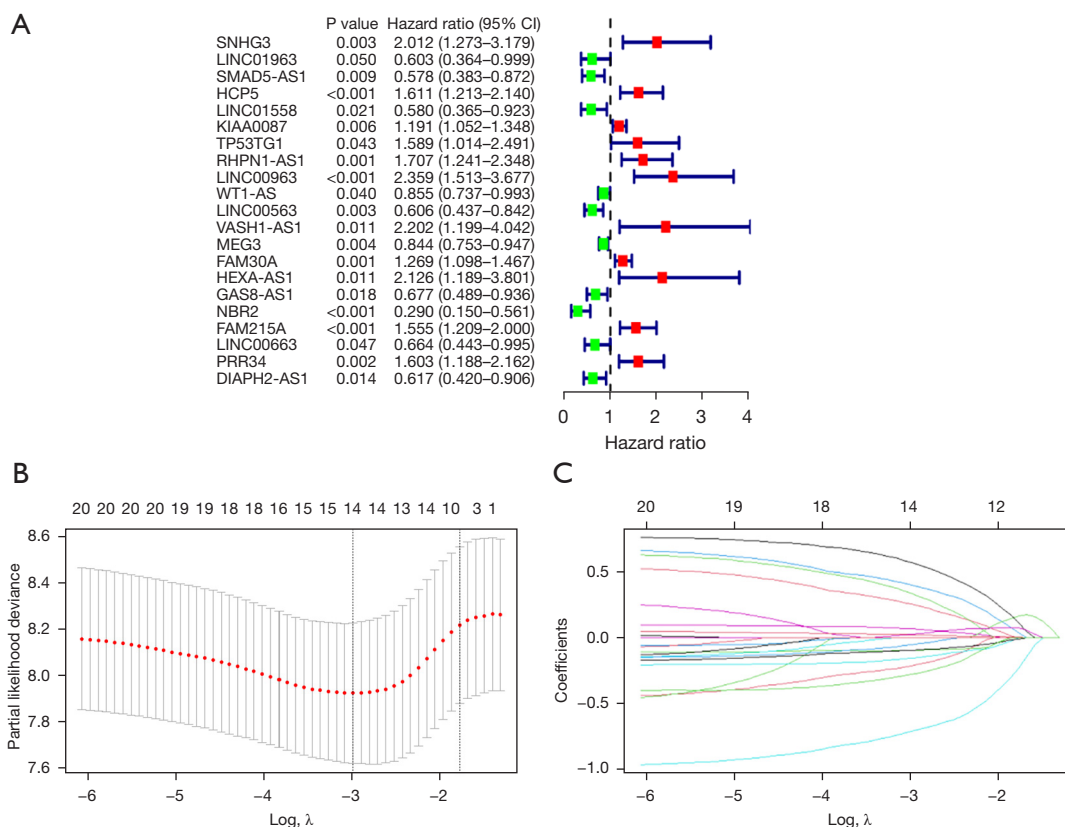 A
P value Hazard ratio (95% CI)
SNHG3 0.003 2.012 (1.273–3.179)
LINC01963 0.050 0.603 (0.364–0.999)
SMAD5-AS1 0.009 0.578 (0.383–0.872)
HCP5 <0.001 1.611 (1.213–2.140)
LINC01558 0.021 0.580 (0.365–0.923)
KIAA0087 0.006 1.191 (1.052–1.348)
TP53TG1 0.043 1.589 (1.014–2.491)
RHPN1-AS1 0.001 1.707 (1.241–2.348)
LINC00963 <0.001 2.359 (1.513–3.677)
WT1-AS 0.040 0.855 (0.737–0.993)
LINC00563 0.003 0.606 (0.437–0.842)
VASH1-AS1 0.011 2.202 (1.199–4.042)
MEG3 0.004 0.844 (0.753–0.947)
FAM30A 0.001 1.269 (1.098–1.467)
HEXA-AS1 0.011 2.126 (1.189–3.801)
GAS8-AS1 0.018 0.677 (0.489–0.936)
NBR2 <0.001 0.290 (0.150–0.561)
FAM215A <0.001 1.555 (1.209–2.000)
LINC00663 0.047 0.664 (0.443–0.995)
PRR34 0.002 1.603 (1.188–2.162)
DIAPH2-AS1 0.014 0.617 (0.420–0.906)
0 1 2 3 4
Hazard ratio
B
20 20 20 20 19 19 18 18 16 15 15 14 14 13 14 10 3 1
8.6
8.4
8.2
8.0
7.8
7.6
Partial likelihood deviance
−6 −5 −4 −3 −2
Log, λ
C
20 19 18 14 12
0.5
0.0
−0.5
−1.0
Coefficients
−6 −5 −4 −3 −2
Log, λ